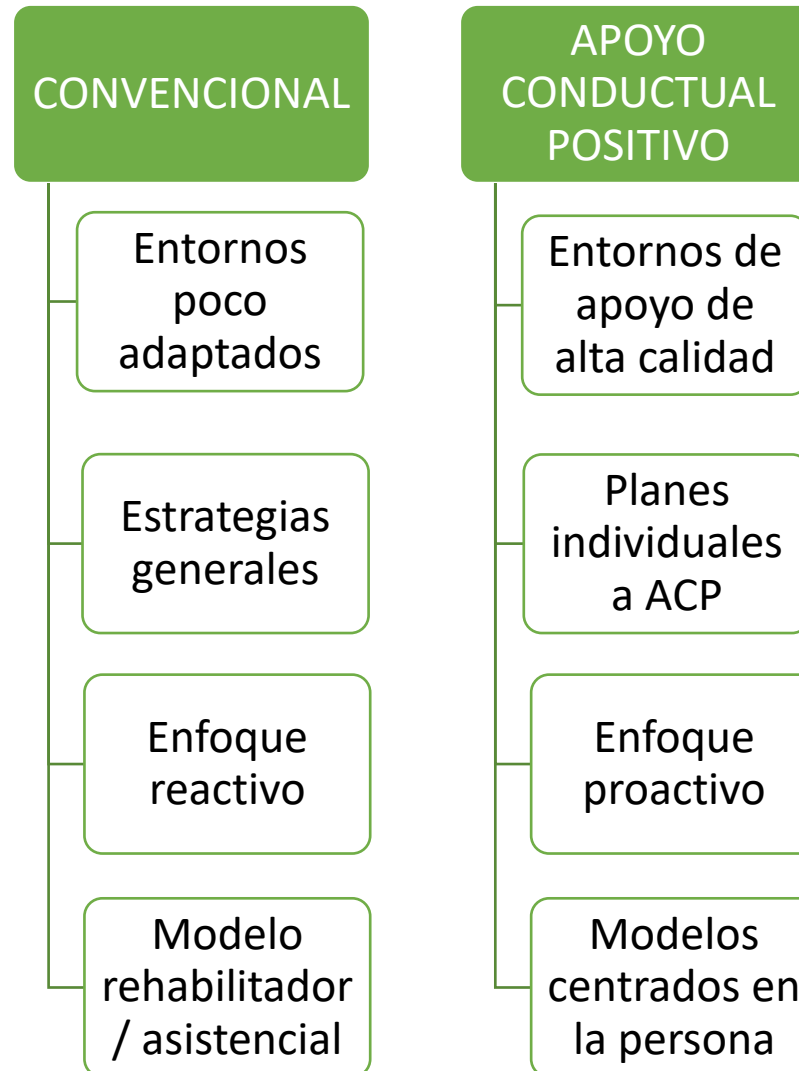 CONVENCIONAL
Entornos
poco
adaptados
Estrategias
generales
Enfoque
reactivo
Modelo
rehabilitador
/ asistencial
APOYO
CONDUCTUAL
POSITIVO
Entornos de
apoyo de
alta calidad
Planes
individuales
a ACP
Enfoque
proactivo
Modelos
centrados en
la persona